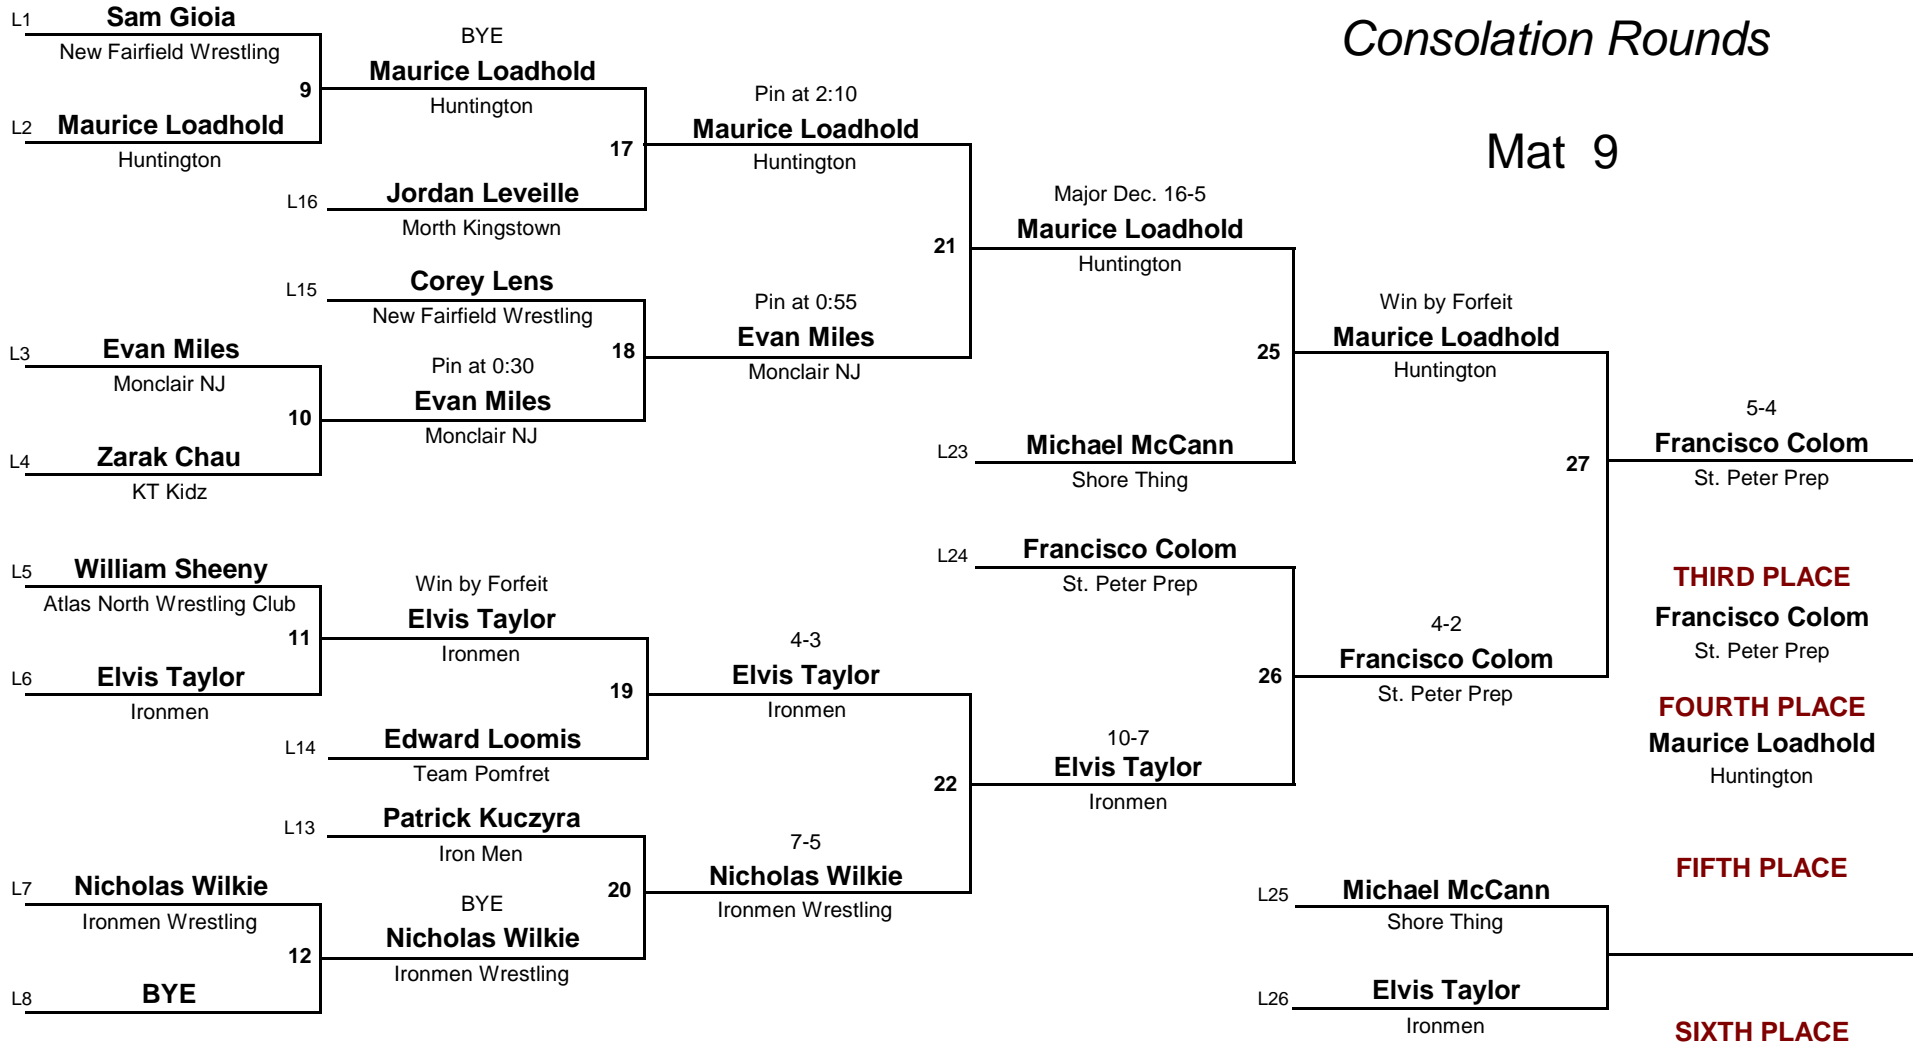 Consolation Rounds
Mat 9
L1 Sam Gioia
New Fairfield Wrestling
9
L2 Maurice Loadhold
Huntington
BYE
Maurice Loadhold
Huntington
17
L16 Jordan Leveille
Morth Kingstown
Pin at 2:10
Maurice Loadhold
Huntington
L15 Corey Lens
New Fairfield Wrestling
18
L3 Evan Miles
Monclair NJ
10
L4 Zarak Chau
KT Kidz
Pin at 0:30
Evan Miles
Monclair NJ
Pin at 0:55
Evan Miles
Monclair NJ
21
Major Dec. 16-5
Maurice Loadhold
Huntington
25
L23 Michael McCann
Shore Thing
Win by Forfeit
Maurice Loadhold
Huntington
27
5-4
Francisco Colom
St. Peter Prep
L5 William Sheeny
Atlas North Wrestling Club
11
L6 Elvis Taylor
Ironmen
Win by Forfeit
Elvis Taylor
Ironmen
19
L14 Edward Loomis
Team Pomfret
4-3
Elvis Taylor
Ironmen
L13 Patrick Kuczyra
Iron Men
20
L7 Nicholas Wilkie
Ironmen Wrestling
12
L8 BYE
BYE
Nicholas Wilkie
Ironmen Wrestling
7-5
Nicholas Wilkie
Ironmen Wrestling
22
L24 Francisco Colom
St. Peter Prep
26
10-7
Elvis Taylor
Ironmen
4-2
Francisco Colom
St. Peter Prep
THIRD PLACE
Francisco Colom
St. Peter Prep
FOURTH PLACE
Maurice Loadhold
Huntington
FIFTH PLACE
L25 Michael McCann
Shore Thing
L26 Elvis Taylor
Ironmen
SIXTH PLACE